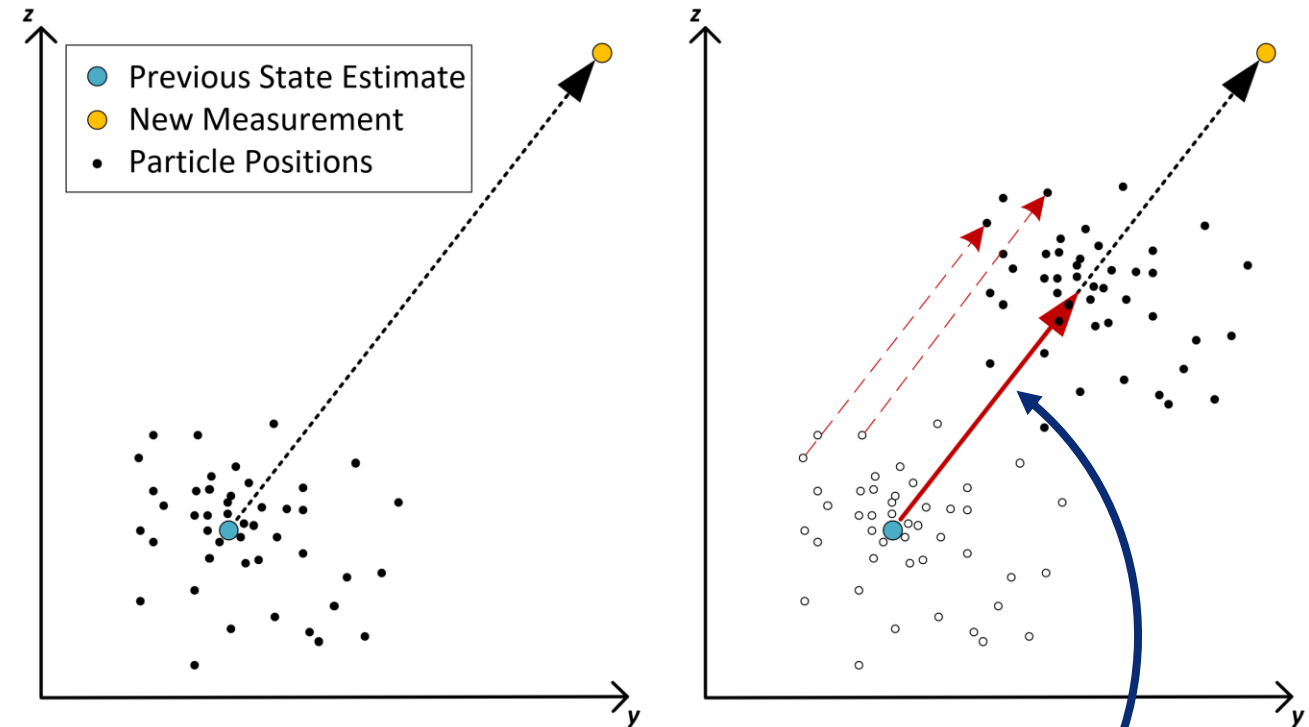 z
Previous State Estimate
New Measurement
Particle Positions
y
z
y